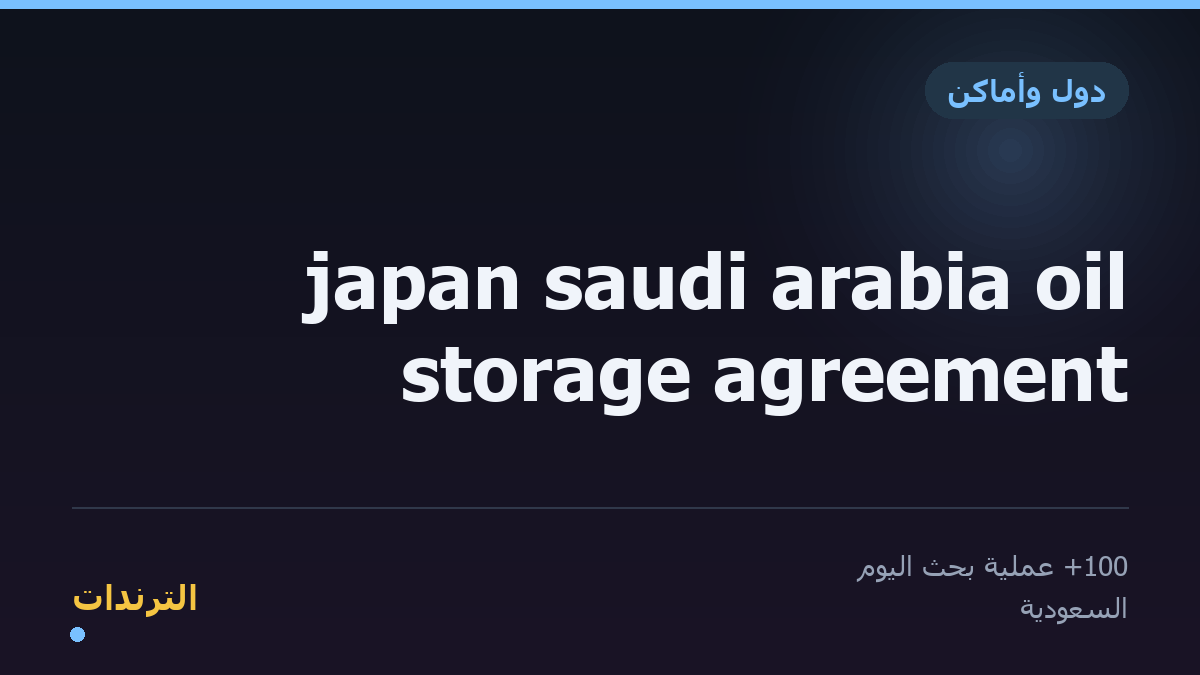 دول وأماكن
japan saudi arabia oil
storage agreement
100+ عملية بحث اليوم
السعودية
الترندات